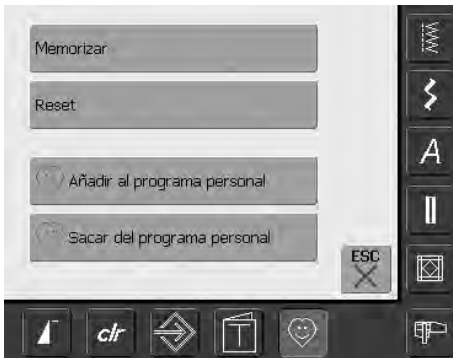 Memorizar
Reset
Añadir al programa personal
Sacar del programa personal
ESC
A
clr
T